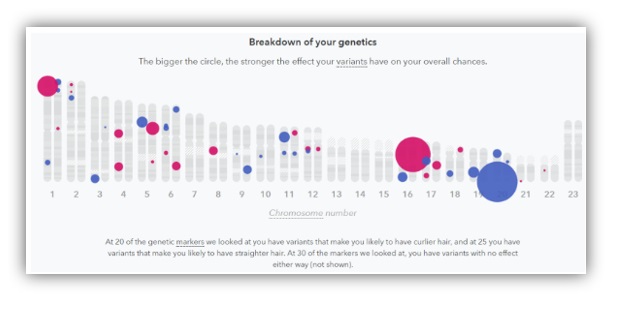 Breakdown of your genetics
The bigger the circle, the stronger the effect your variants have on your overall chances.
1 2 3 4 5 6 7 8 9 10 11 12 13 14 15 16 17 18 19 20 21 22 23
Chromosome number
At 20 of the genetic markers we looked at you have variants that make you likely to have curlier hair, and at 25 you have
variants that make you likely to have straighter hair. At 30 of the markers we looked at, you have variants with no effect
either way (not shown).